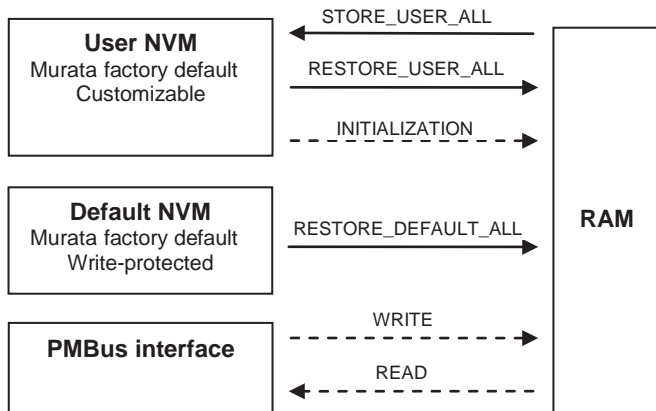 STORE_USER_ALL
User NVM
Murata factory default
Customizable
RESTORE_USER_ALL
INITIALIZATION
Default NVM
Murata factory default
Write-protected
RESTORE_DEFAULT_ALL
RAM
PMBus interface
WRITE
READ